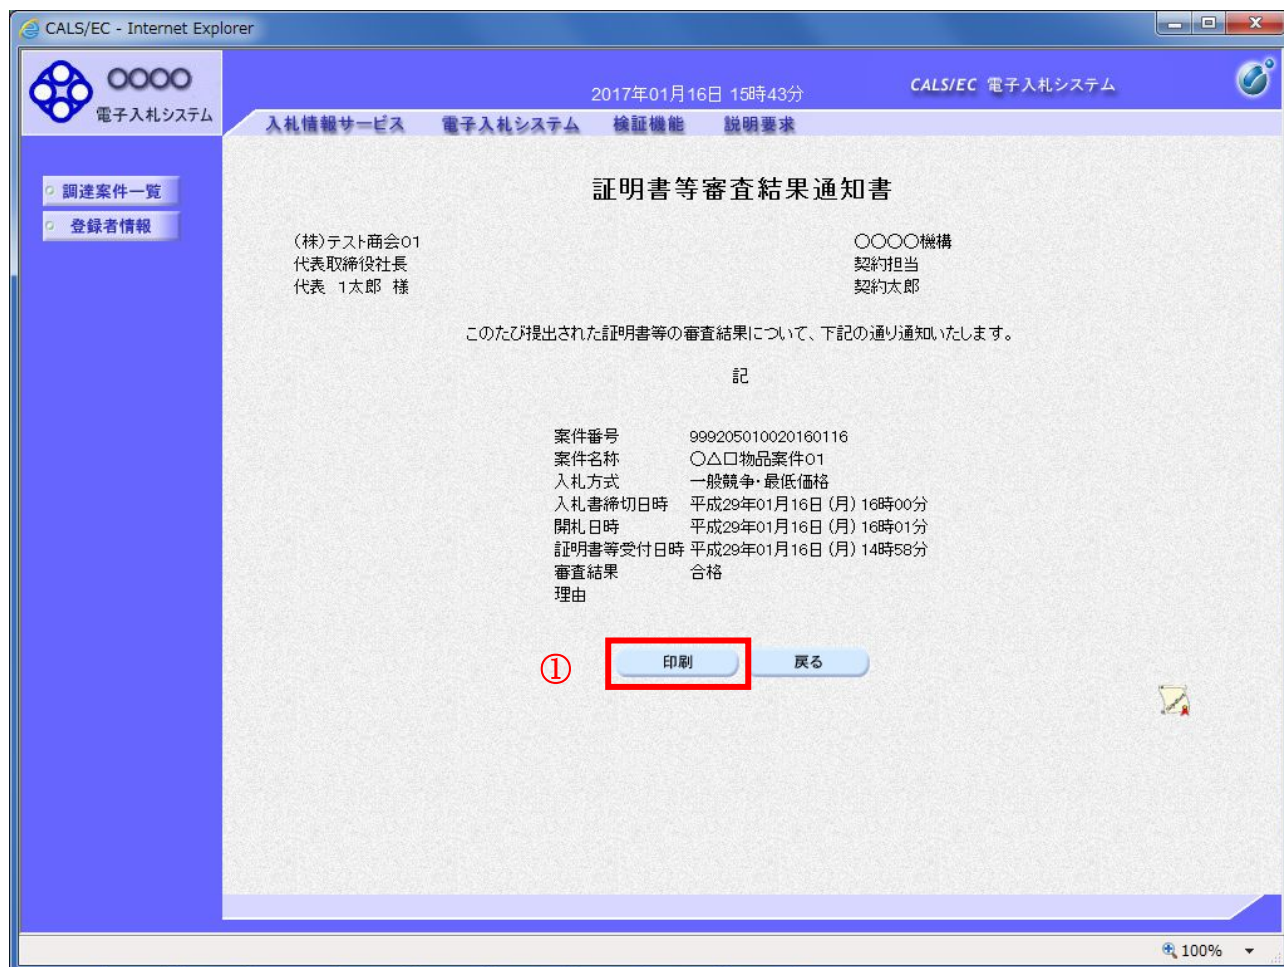 CALS/EC - Internet Explorer
〇〇〇〇
電子入札システム
2017年01月16日 15時43分
CALS/EC 電子入札システム
入札情報サービス 電子入札システム 検証機能 説明要求
調達案件一覧
登録者情報
証明書等審査結果通知書
(株)テスト商会01
代表取締役社長
代表 1太郎 様
〇〇〇〇機構
契約担当
契約太郎
このたび提出された証明書等の審査結果について、下記の通り通知いたします。
記
案件番号 999205010020160116
案件名称 〇△口物品案件01
入札方式 一般競争・最低価格
入札書締切日時 平成29年01月16日 (月) 16時00分
開札日時 平成29年01月16日 (月) 16時01分
証明書等受付日時 平成29年01月16日 (月) 14時58分
審査結果 合格
理由
① 印刷 戻る
100%